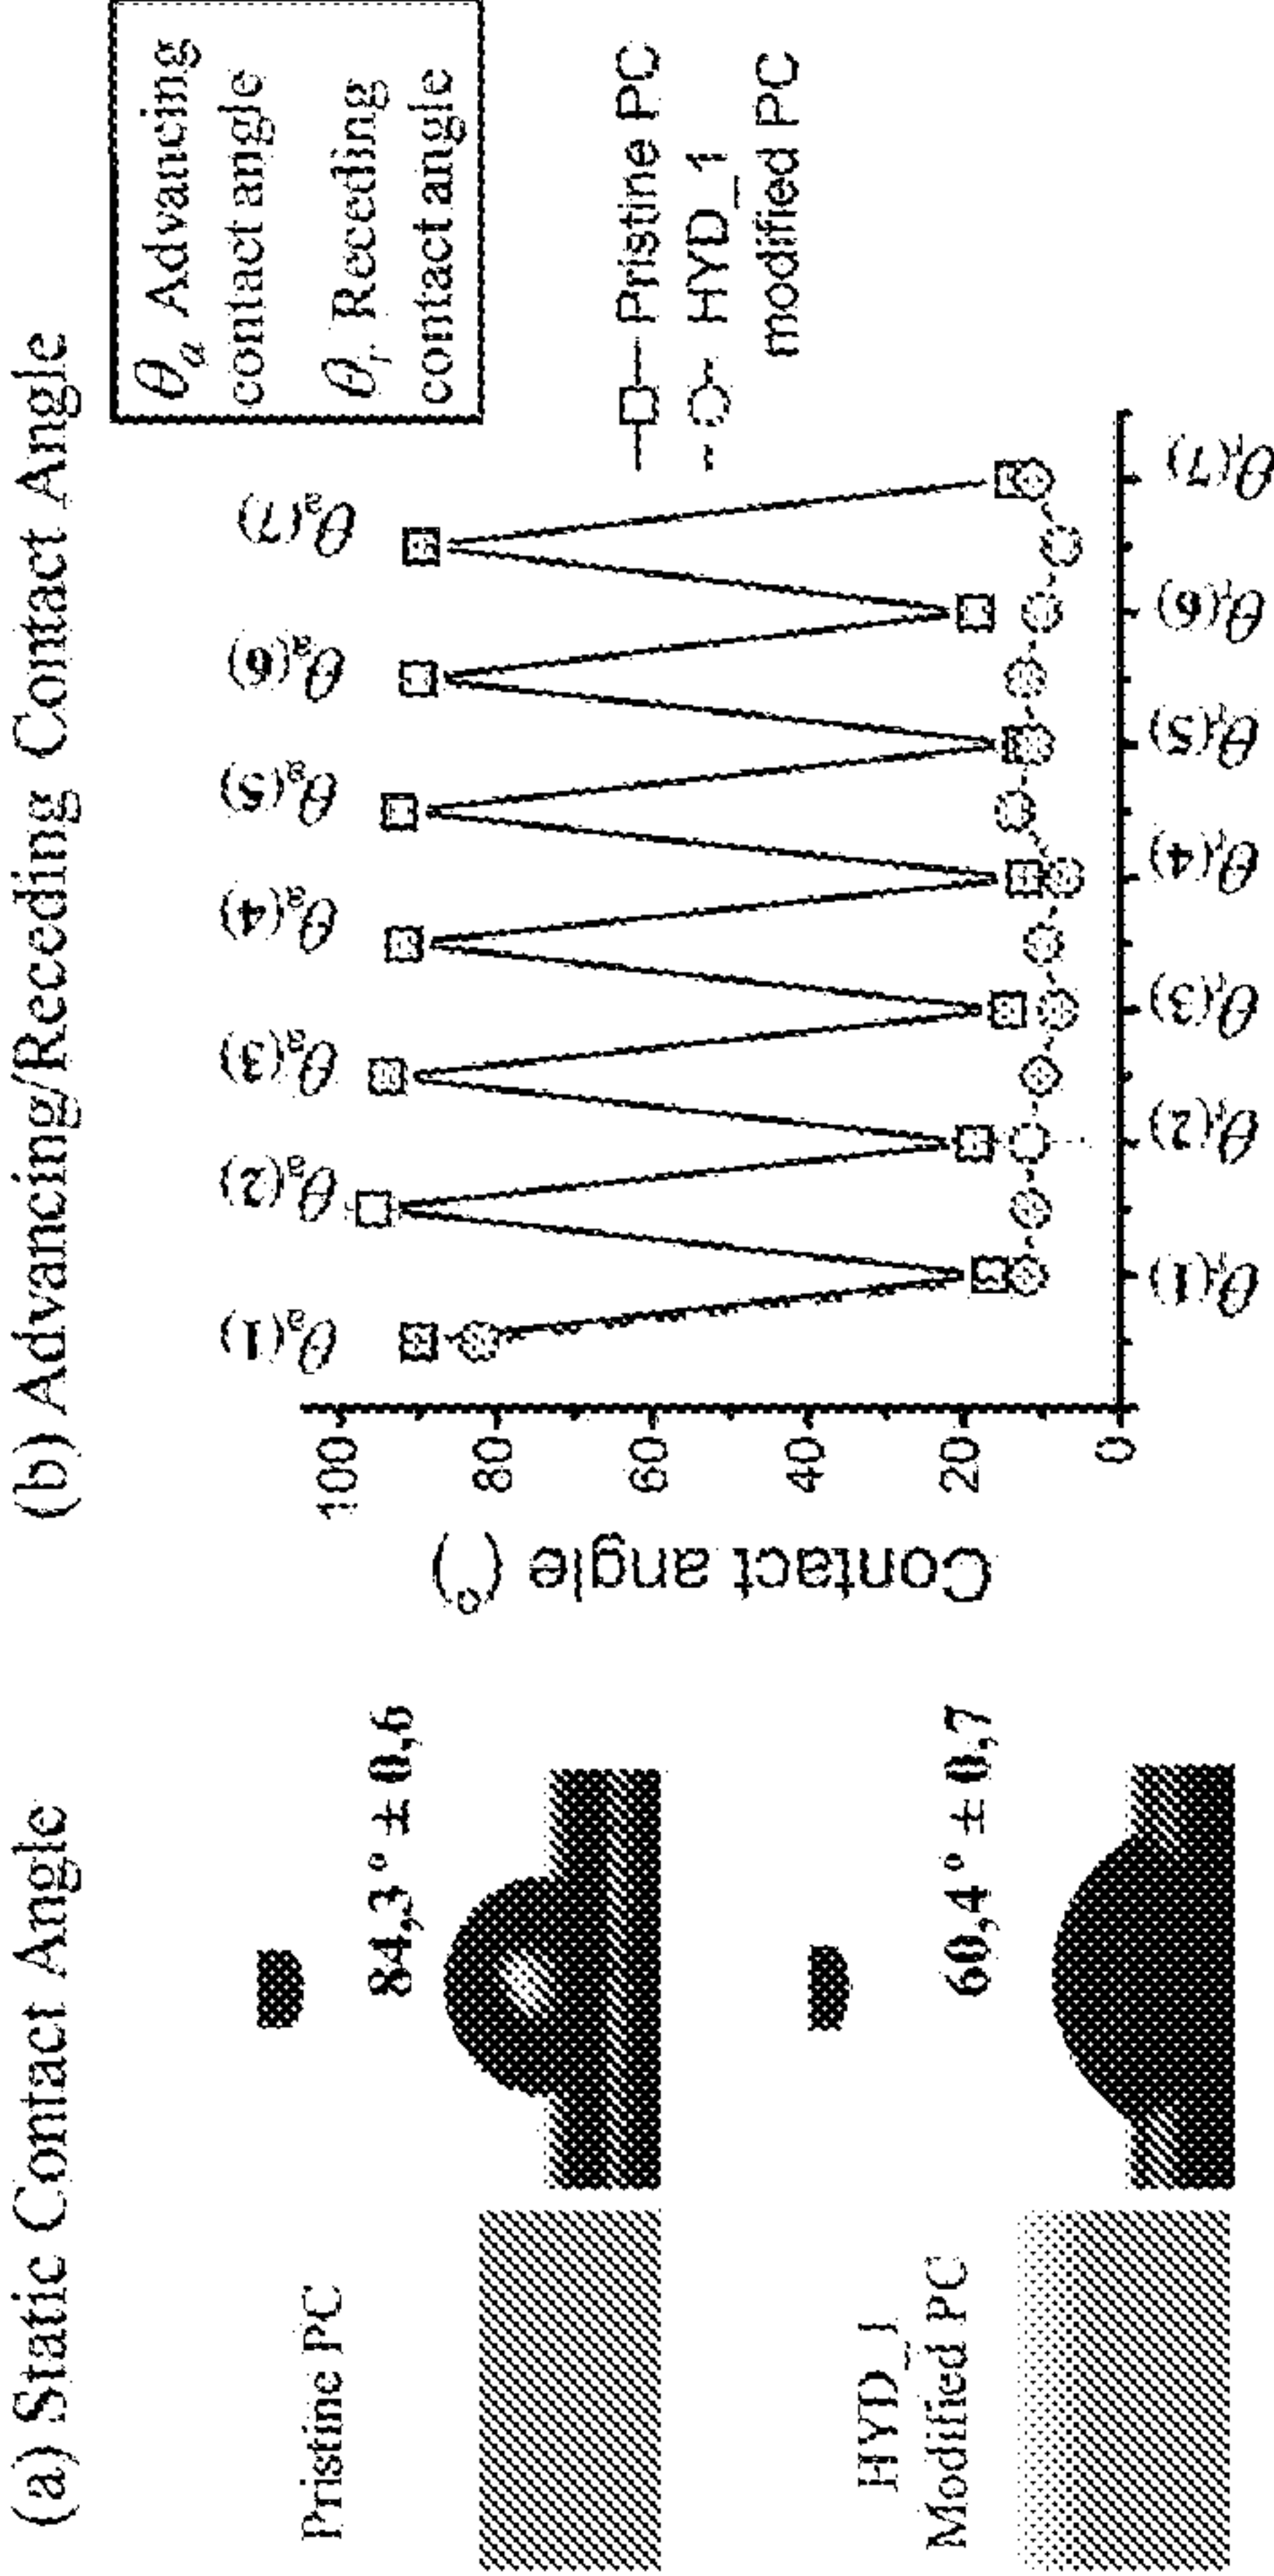 (a) Static Contact Angle
Pristine PC
84,3° ± 0,6
HYD_1
Modified PC
60,4° ± 0,7
(b) Advancing/Receding Contact Angle
Contact angle (°)
100
80
60
40
20
0
θa(1)
θa(2)
θa(3)
θa(4)
θa(5)
θa(6)
θa(7)
θr(1)
θr(2)
θr(3)
θr(4)
θr(5)
θr(6)
θr(7)
θa Advancing
contact angle
θr Receding
contact angle
Pristine PC
HYD_1
modified PC